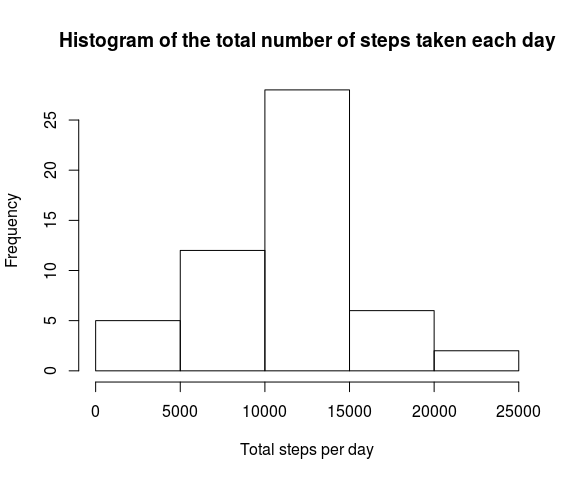 Histogram of the total number of steps taken each day
Frequency
25
20
15
10
5
0
0 5000 10000 15000 20000 25000
Total steps per day